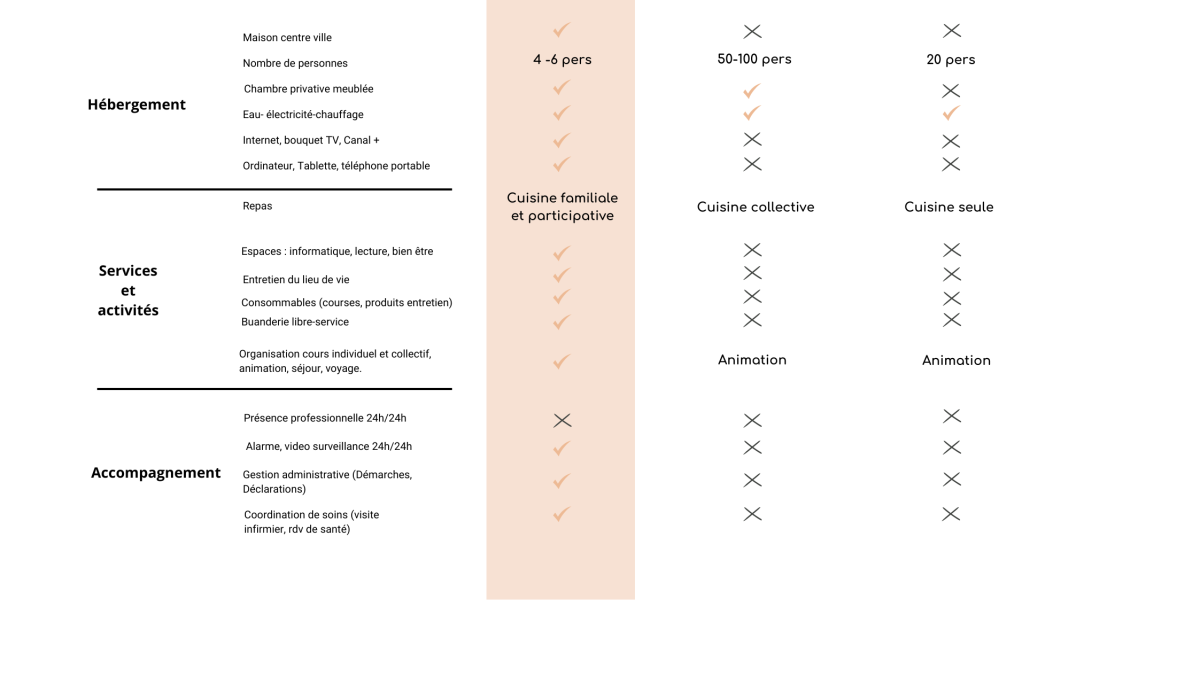 Maison centre ville
Nombre de personnes 4 -6 pers 50-100 pers 20 pers
Chambre privative meublée
Hébergement
Eau- électricité-chauffage
Internet, bouquet TV, Canal +
Ordinateur, Tablette, téléphone portable
Repas
Cuisine familiale
et participative
Cuisine collective
Cuisine seule
Services
et
activités
Espaces : informatique, lecture, bien être
Entretien du lieu de vie
Consommables (courses, produits entretien)
Buanderie libre-service
Organisation cours individuel et collectif,
animation, séjour, voyage.
Animation
Animation
Accompagnement
Présence professionnelle 24h/24h
Alarme, video surveillance 24h/24h
Gestion administrative (Démarches,
Déclarations)
Coordination de soins (visite
infirmier, rdv de santé)